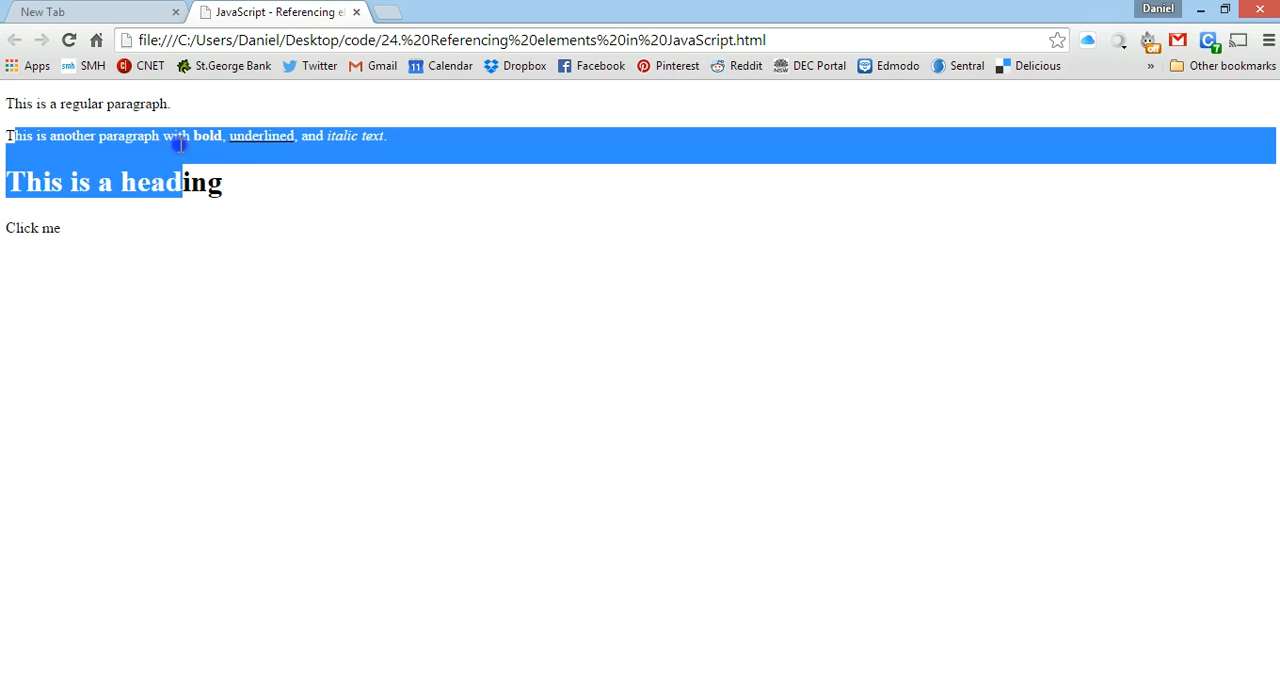 New Tab
JavaScript - Referencing el
Daniel
file:///C:/Users/Daniel/Desktop/code/24.%20Referencing%20elements%20in%20JavaScript.html
Apps smh SMH CNET St.George Bank Twitter Gmail 11 Calendar Dropbox Facebook Pinterest Reddit DEC Portal Edmodo Sentral Delicious » Other bookmarks
This is a regular paragraph.
This is another paragraph with bold, underlined, and italic text.
This is a heading
Click me